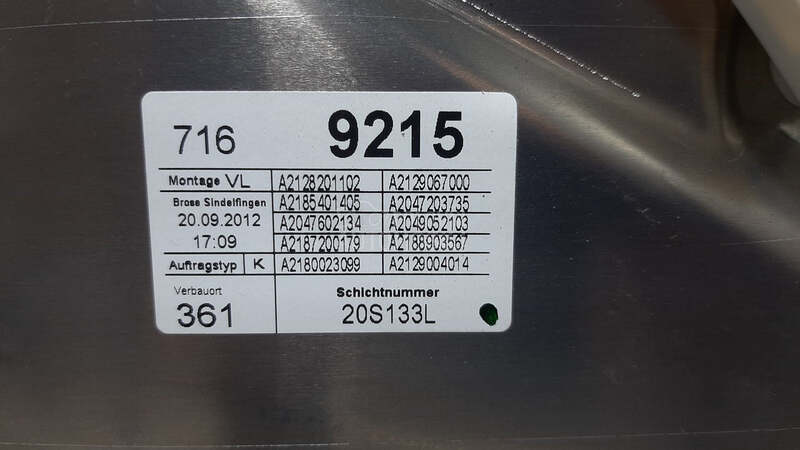 716 9215
Montage VL A2128201102 A2129067000
Brose Sindelfingen A2185401405 A2047203735
20.09.2012 A2047602134 A2049052103
17:09 A2187200179 A2188903567
Auftragstyp K A2180023099 A2129004014
Verbauort Schlichtnummer
361 20S133L